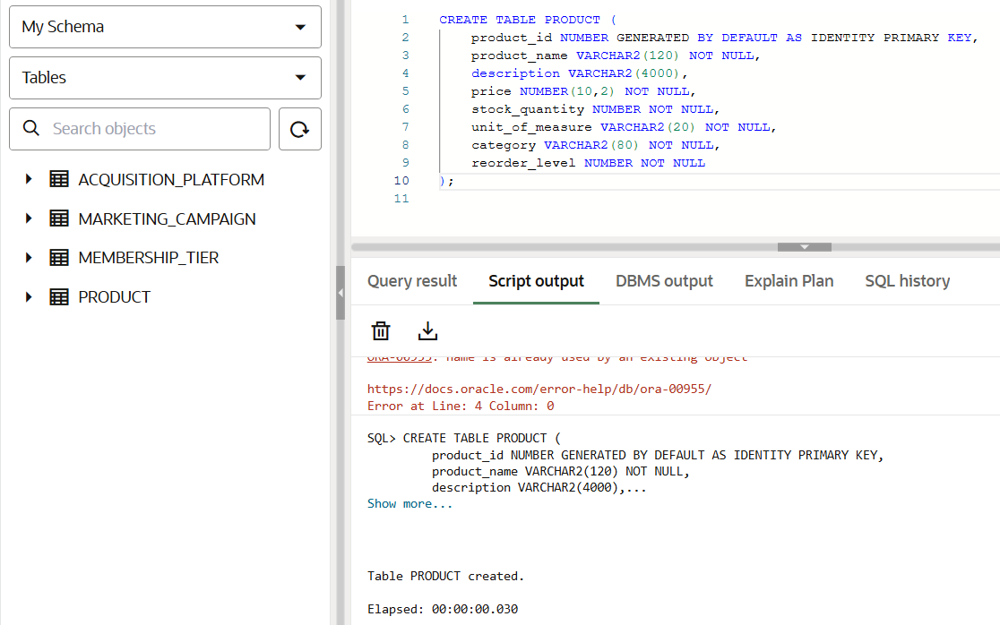 My Schema
Tables
Search objects
ACQUISITION_PLATFORM
MARKETING_CAMPAIGN
MEMBERSHIP_TIER
PRODUCT
1 CREATE TABLE PRODUCT (
2 product_id NUMBER GENERATED BY DEFAULT AS IDENTITY PRIMARY KEY,
3 product_name VARCHAR2(120) NOT NULL,
4 description VARCHAR2(4000),
5 price NUMBER(10,2) NOT NULL,
6 stock_quantity NUMBER NOT NULL,
7 unit_of_measure VARCHAR2(20) NOT NULL,
8 category VARCHAR2(80) NOT NULL,
9 reorder_level NUMBER NOT NULL
10 );
11
Query result Script output DBMS output Explain Plan SQL history
ORA-00955: name is already used by an existing object
https://docs.oracle.com/error-help/db/ora-00955/
Error at Line: 4 Column: 0
SQL> CREATE TABLE PRODUCT (
product_id NUMBER GENERATED BY DEFAULT AS IDENTITY PRIMARY KEY,
product_name VARCHAR2(120) NOT NULL,
description VARCHAR2(4000),...
Show more...
Table PRODUCT created.
Elapsed: 00:00:00.030